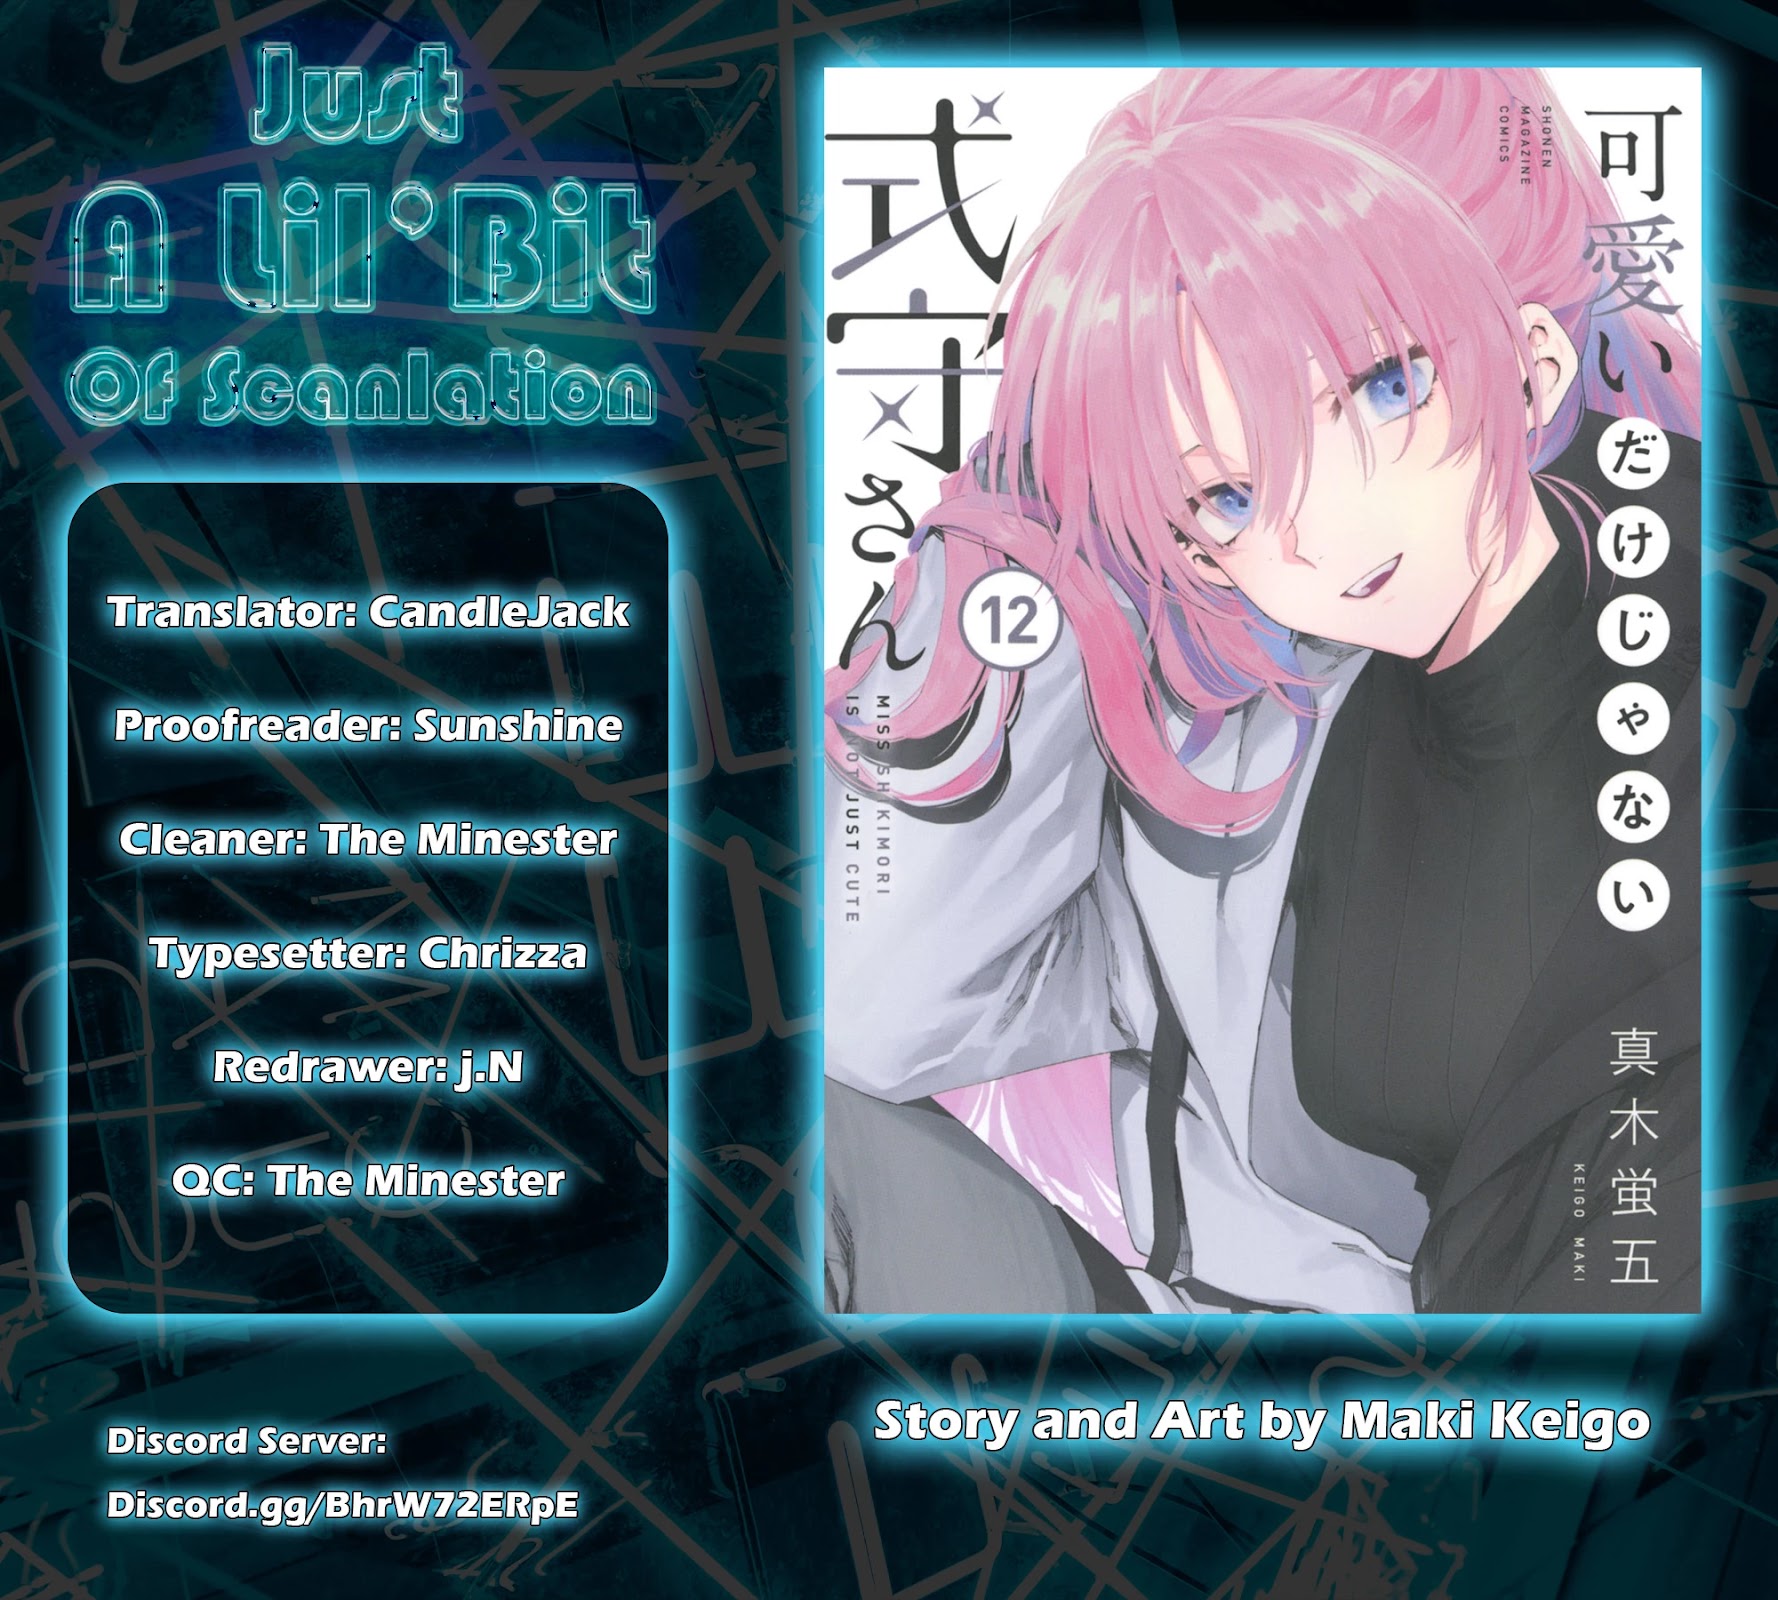 Just
A Lil' Bit
Of Scanlation
Translator: CandleJack
Proofreader: Sunshine
Cleaner: The Minester
Typesetter: Chrizza
Redrawer: j.N
QC: The Minester
Discord Server:
Discord.gg/BhrW72ERpE
SHONEN
MAGAZINE
COMICS
可愛いだけじゃない
式守さん
12
MISS SHIKIMORI
IS NOT JUST CUTE
真木蛍五
KEIGO MAKI
Story and Art by Maki Keigo